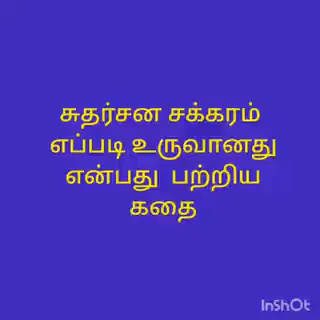 சுதர்சன சக்கரம்
எப்படி உருவானது
என்பது பற்றிய
கதை
InShOt